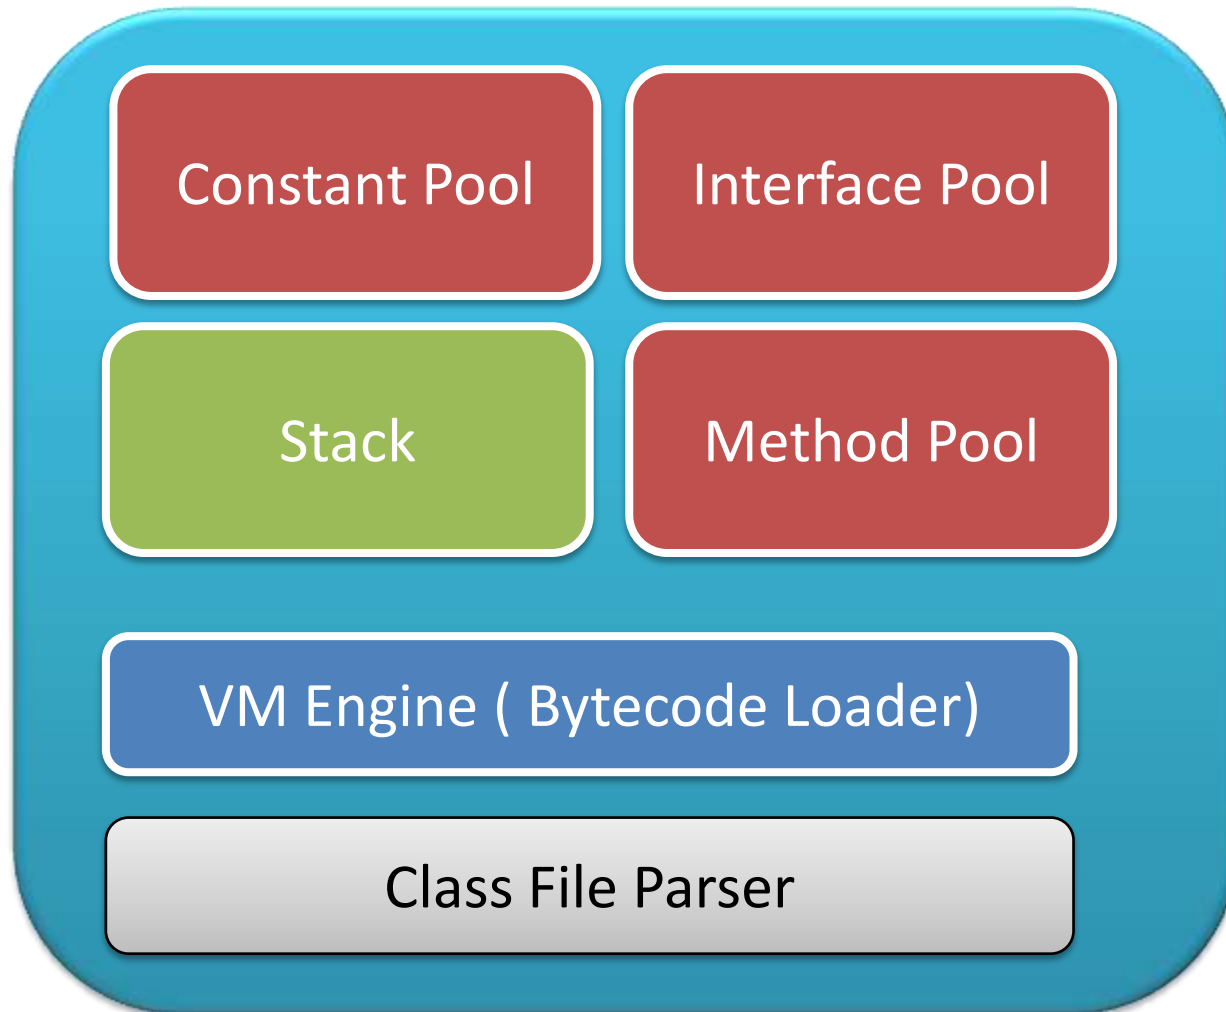 Constant Pool
Interface Pool
Stack
Method Pool
VM Engine ( Bytecode Loader)
Class File Parser